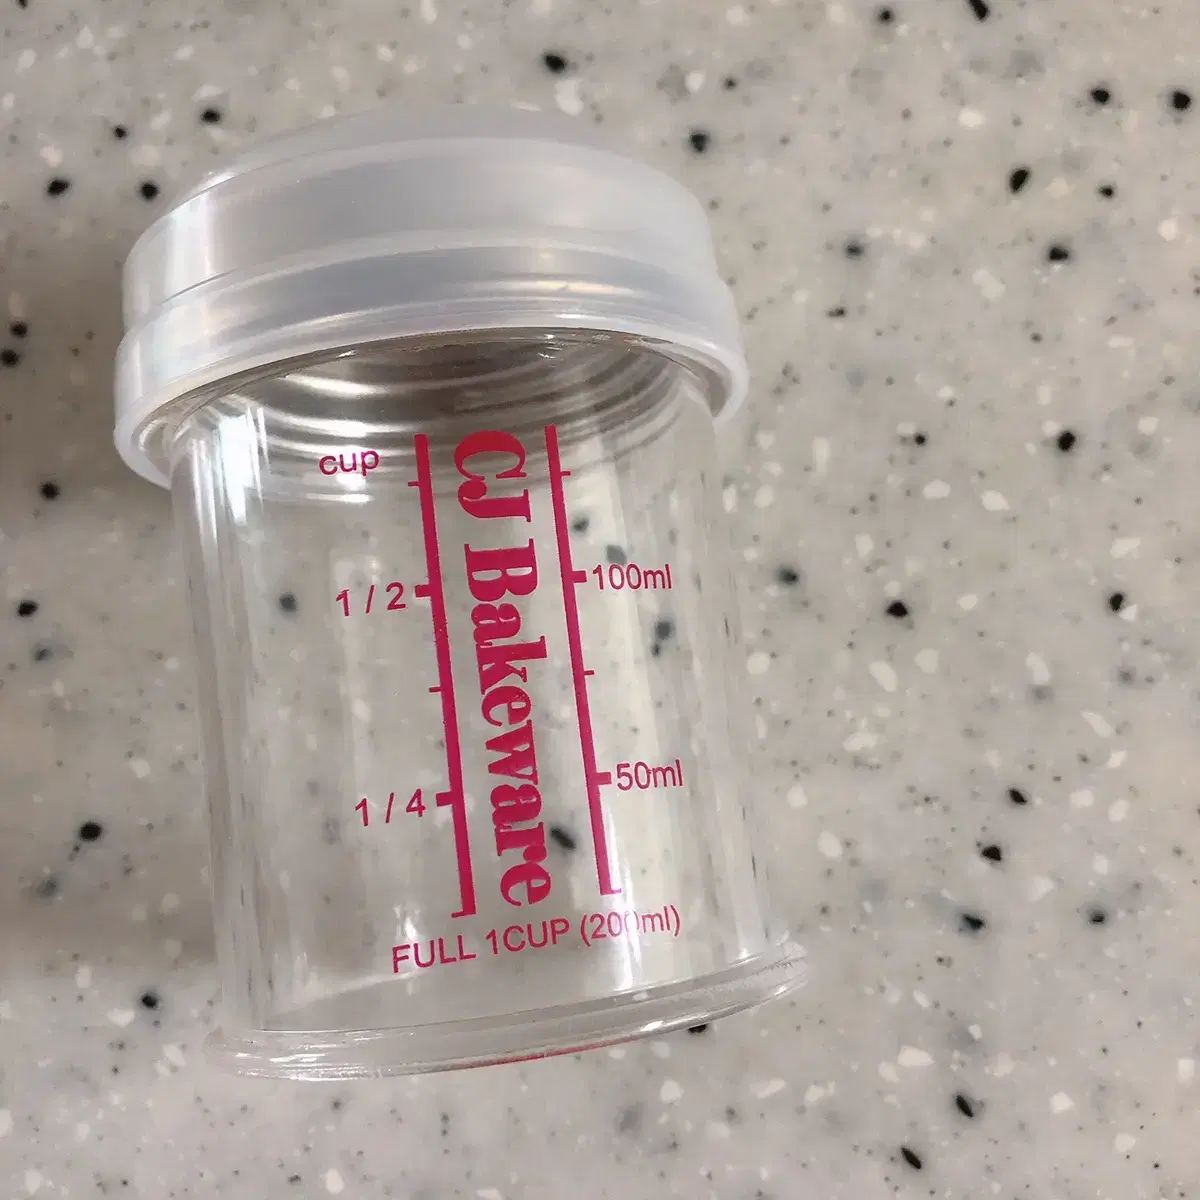 cup
CJ Bakeware
1/2
100ml
1/4
50ml
FULL 1CUP (200ml)